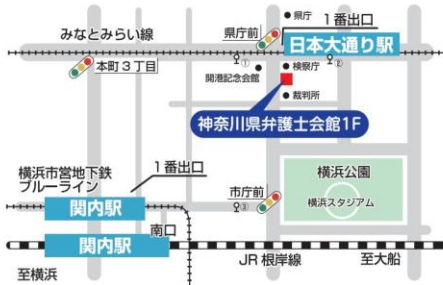 県庁
県庁前
1番出口
みなとみらい線
日本大通り駅
本町3丁目
①
②
開港記念会館
検察庁
裁判所
神奈川県弁護士会館1F
横浜市営地下鉄
ブルーライン
1番出口
関内駅
市庁前
③
横浜公園
横浜スタジアム
関内駅
南口
至横浜
JR根岸線
至大船